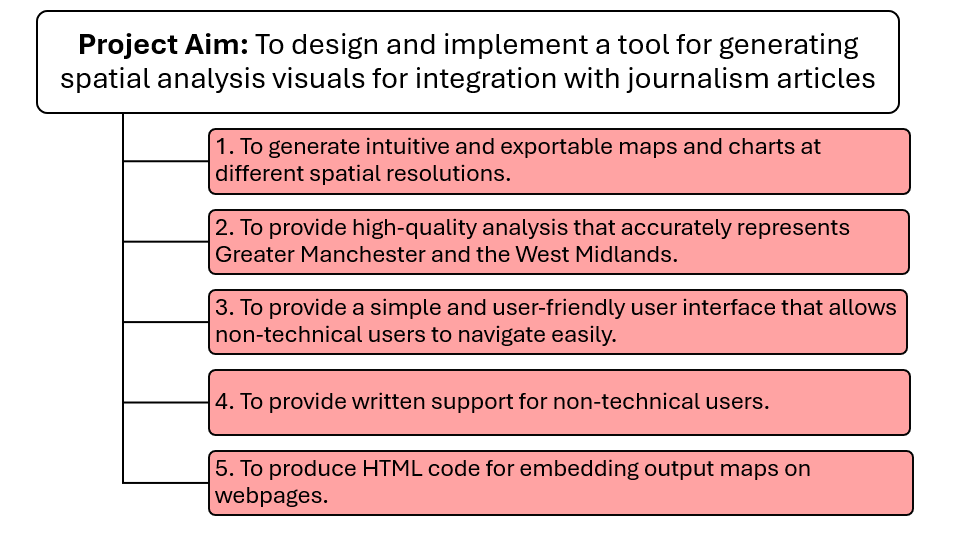 Project Aim: To design and implement a tool for generating
spatial analysis visuals for integration with journalism articles
1. To generate intuitive and exportable maps and charts at
different spatial resolutions.
2. To provide high-quality analysis that accurately represents
Greater Manchester and the West Midlands.
3. To provide a simple and user-friendly user interface that allows
non-technical users to navigate easily.
4. To provide written support for non-technical users.
5. To produce HTML code for embedding output maps on
webpages.